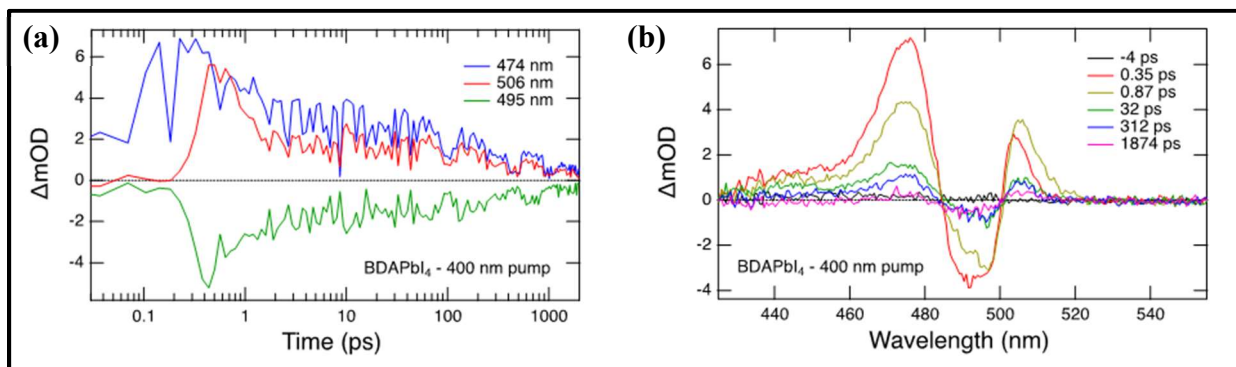 (a)
6
4
2
0
-2
-4
ΔmOD
474 nm
506 nm
495 nm
BDAPbI₄ - 400 nm pump
0.1
1
10
100
1000
Time (ps)
(b)
6
4
2
0
-2
-4
ΔmOD
-4 ps
0.35 ps
0.87 ps
32 ps
312 ps
1874 ps
BDAPbI₄ - 400 nm pump
440
460
480
500
520
540
Wavelength (nm)